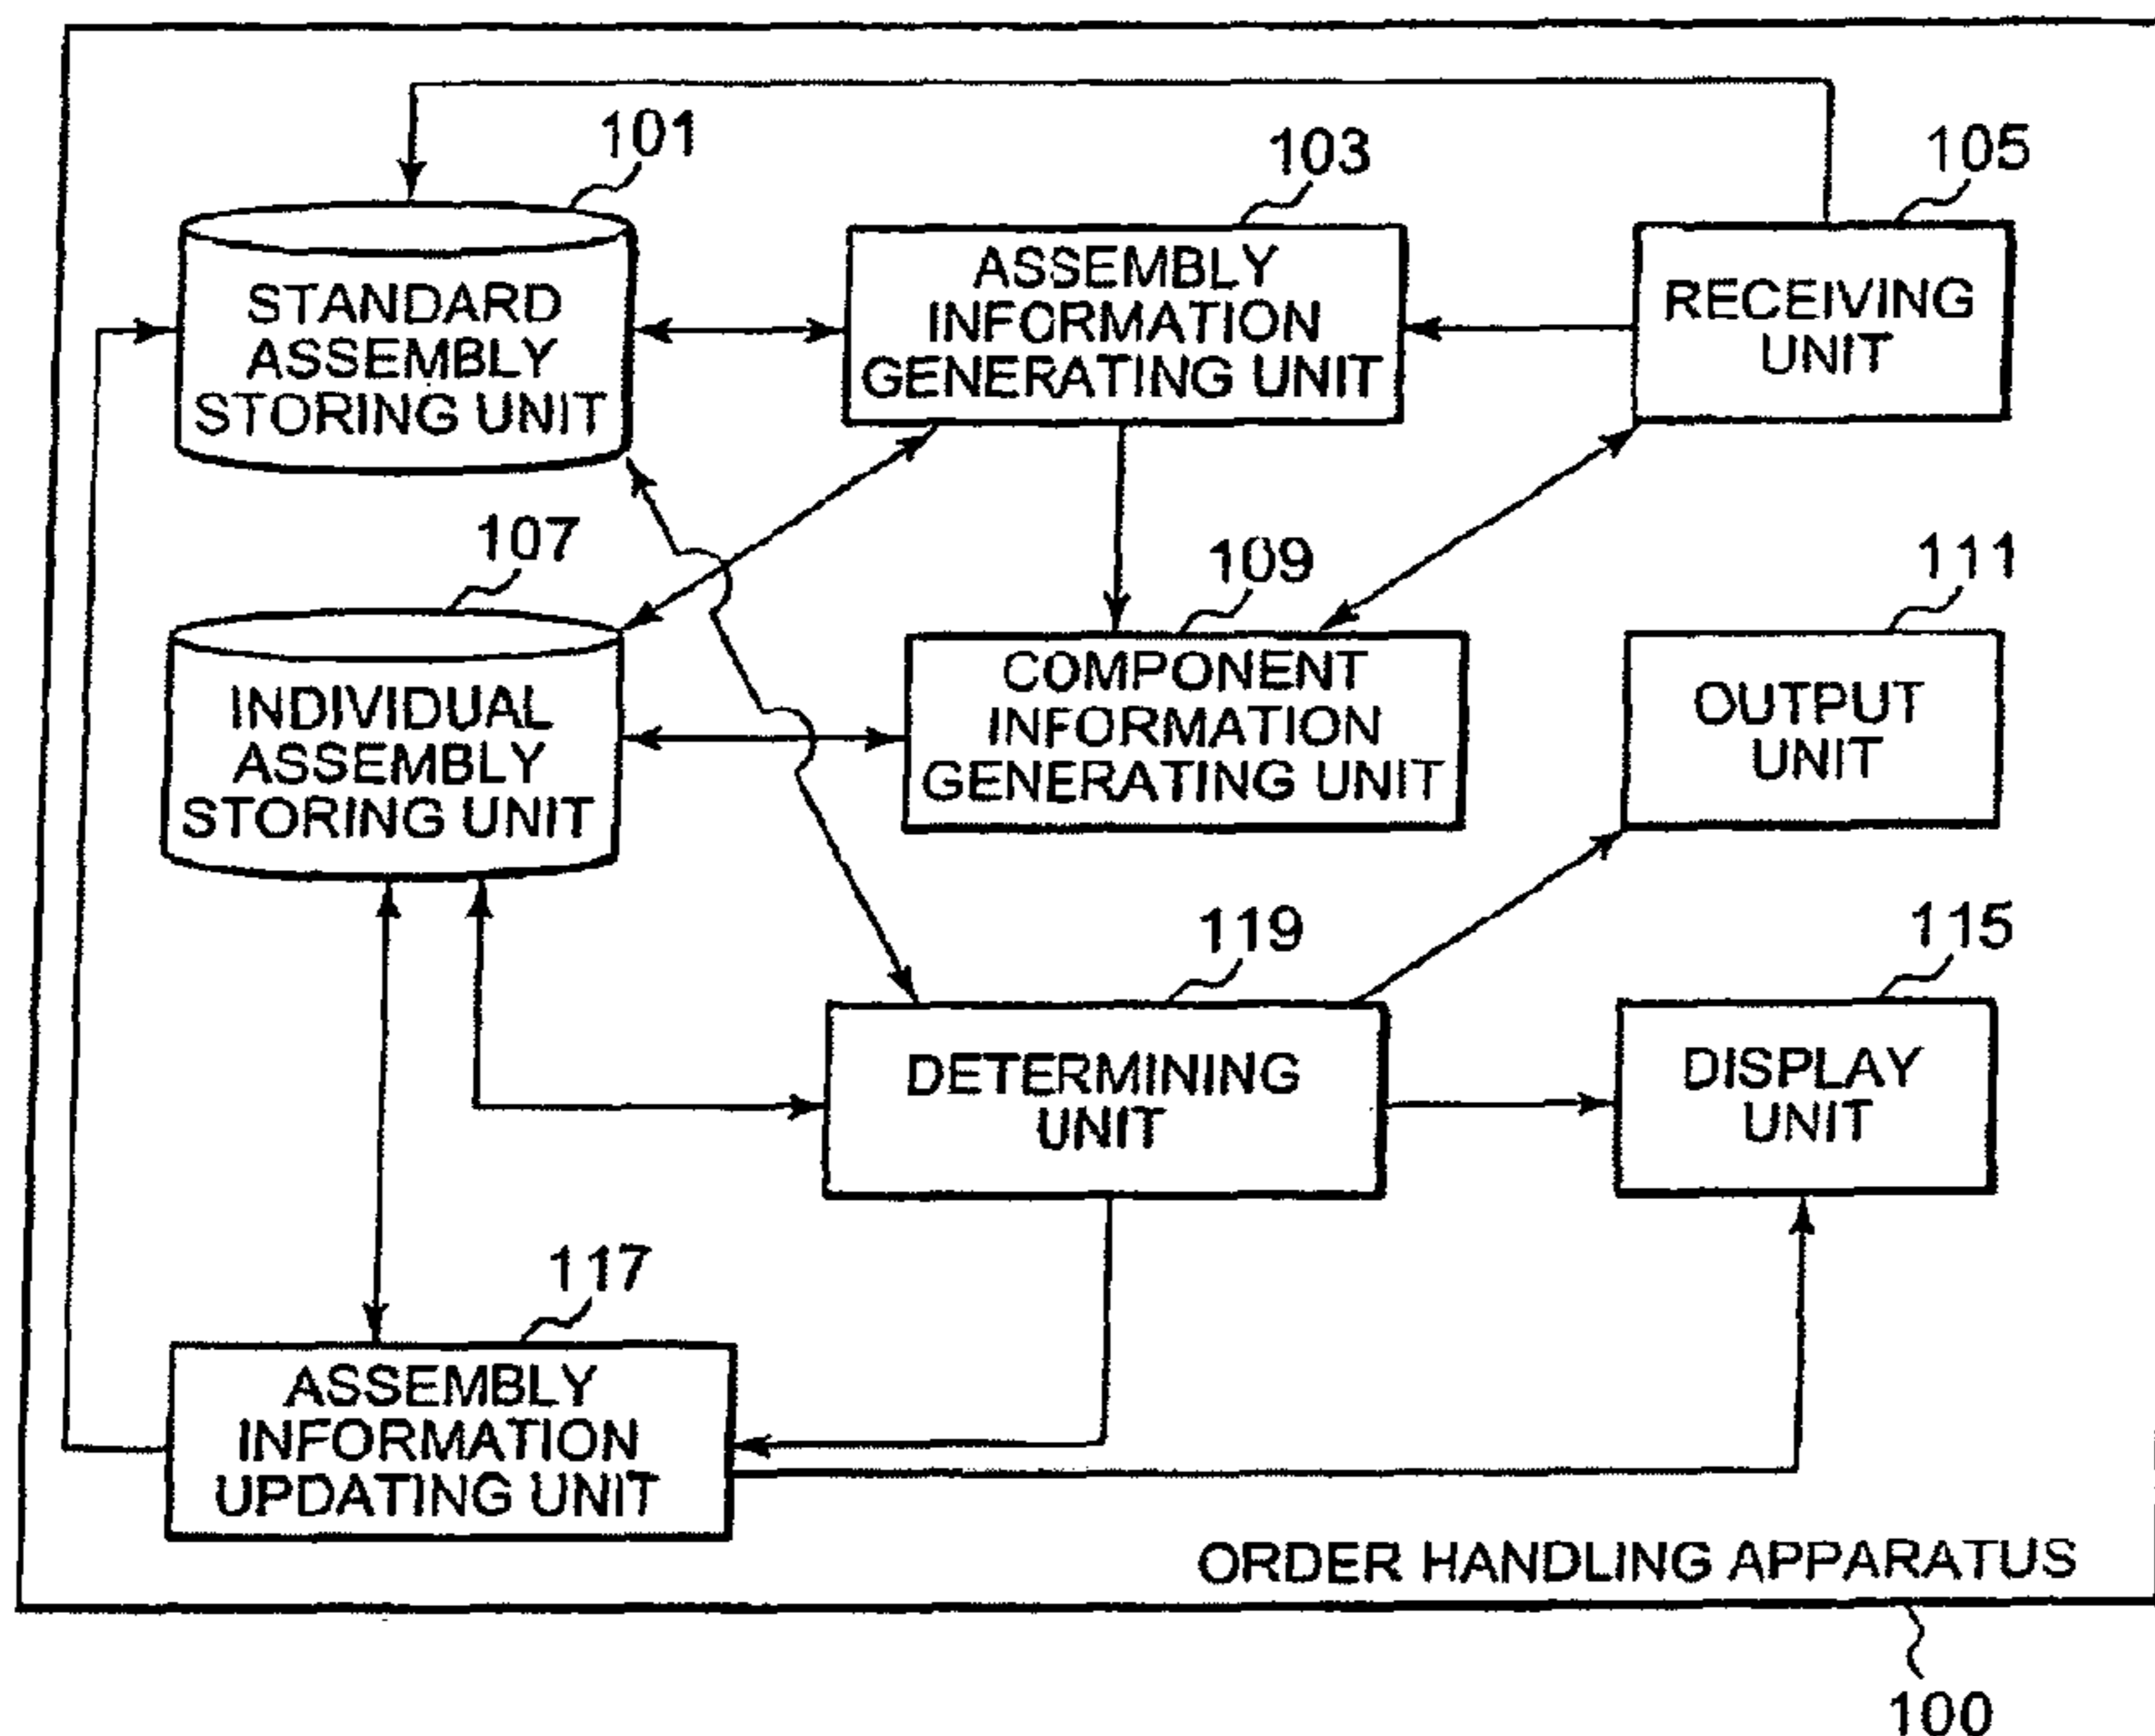 101
103
105
STANDARD
ASSEMBLY
STORING UNIT
ASSEMBLY
INFORMATION
GENERATING UNIT
RECEIVING
UNIT
107
109
111
INDIVIDUAL
ASSEMBLY
STORING UNIT
COMPONENT
INFORMATION
GENERATING UNIT
OUTPUT
UNIT
119
115
DETERMINING
UNIT
DISPLAY
UNIT
117
ASSEMBLY
INFORMATION
UPDATING UNIT
ORDER HANDLING APPARATUS
100